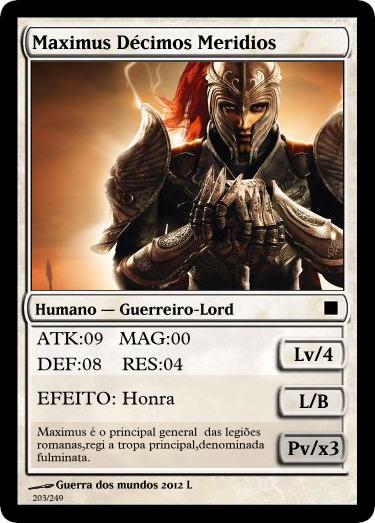 Maximus Décimos Meridios
Humano — Guerreiro-Lord
ATK:09 MAG:00
DEF:08 RES:04
Lv/4
EFEITO: Honra
L/B
Maximus é o principal general das legiões
romanas,regi a tropa principal,denominada
fulminata.
Pv/x3
Guerra dos mundos 2012 L
203/249